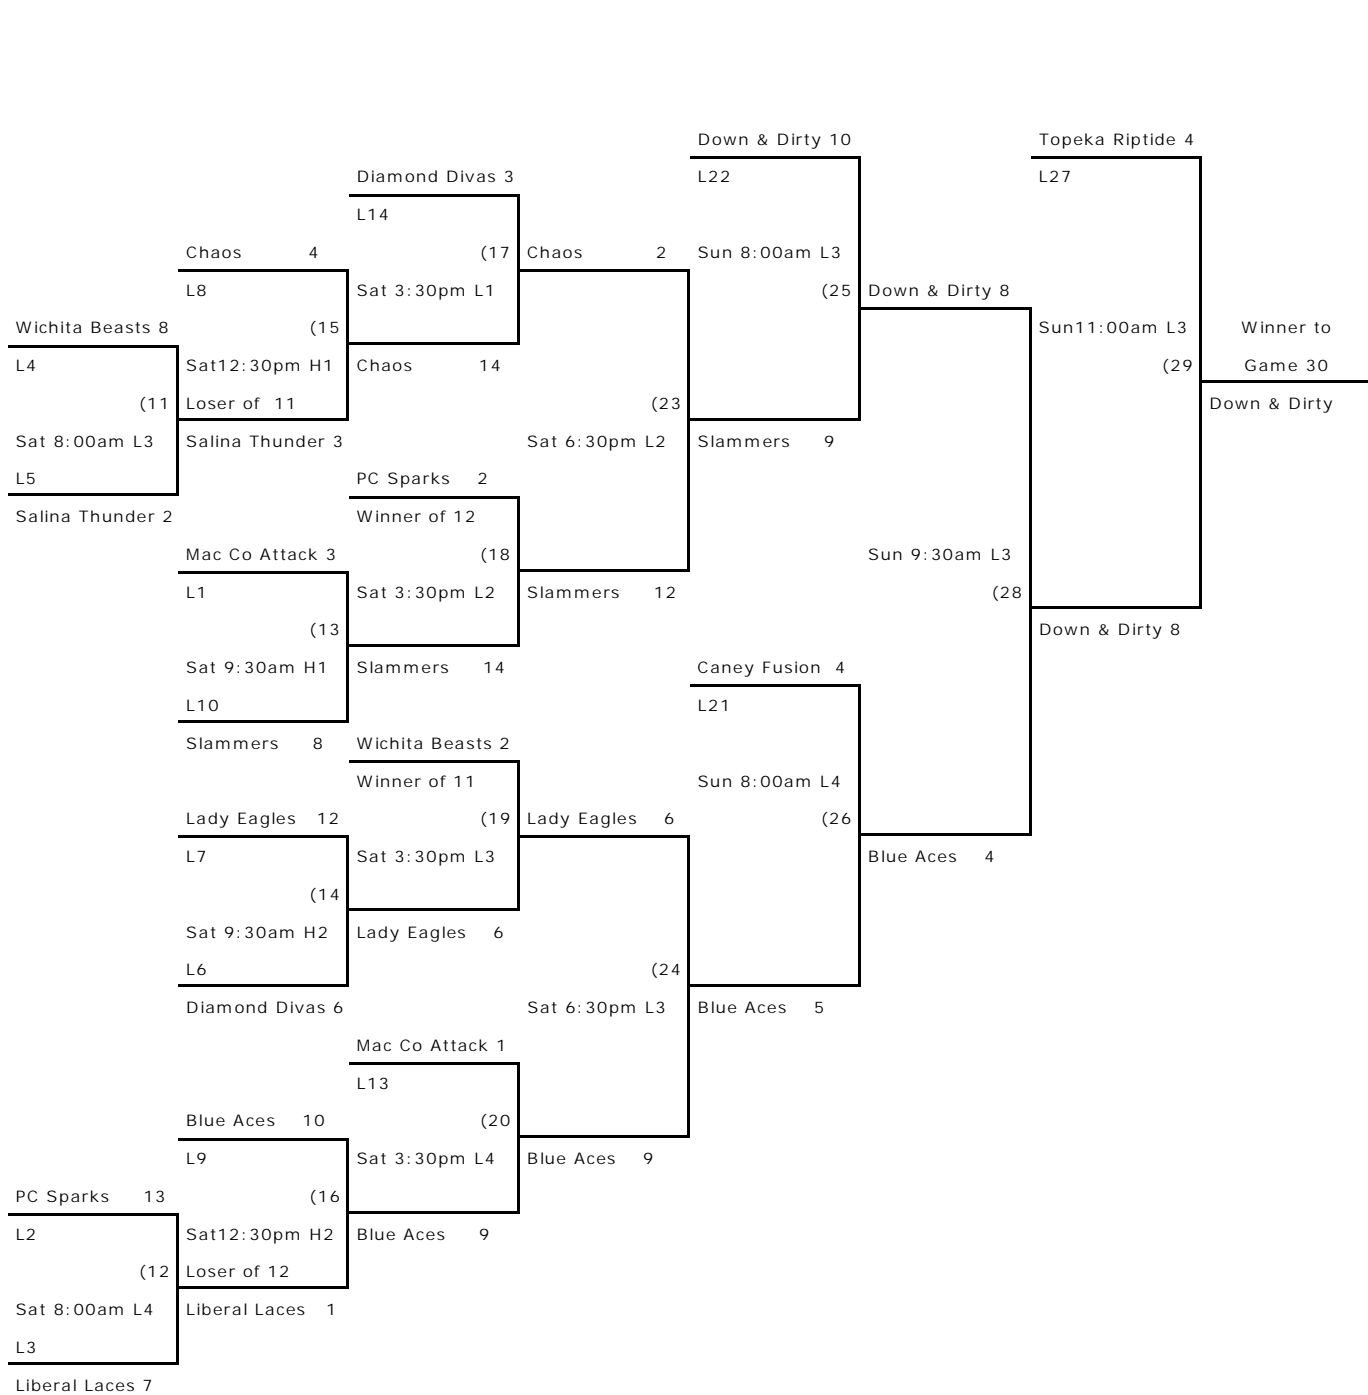 Down & Dirty 10
Topeka Riptide 4
Diamond Divas 3
L22
L27
L14
Chaos 4
(17
Chaos 2
Sun 8:00am L3
L8
Sat 3:30pm L1
(25
Down & Dirty 8
Wichita Beasts 8
(15
Sun11:00am L3
Winner to
L4
Sat12:30pm H1
Chaos 14
(29
Game 30
(11
Loser of 11
(23
Down & Dirty
Sat 8:00am L3
Salina Thunder 3
Sat 6:30pm L2
Slammers 9
L5
PC Sparks 2
Salina Thunder 2
Winner of 12
Mac Co Attack 3
(18
Sun 9:30am L3
L1
Sat 3:30pm L2
Slammers 12
(28
(13
Down & Dirty 8
Sat 9:30am H1
Slammers 14
Caney Fusion 4
L10
L21
Slammers 8
Wichita Beasts 2
Winner of 11
Sun 8:00am L4
Lady Eagles 12
(19
Lady Eagles 6
(26
L7
Sat 3:30pm L3
Blue Aces 4
(14
Sat 9:30am H2
Lady Eagles 6
L6
(24
Diamond Divas 6
Sat 6:30pm L3
Blue Aces 5
Mac Co Attack 1
L13
Blue Aces 10
(20
L9
Sat 3:30pm L4
Blue Aces 9
PC Sparks 13
(16
L2
Sat12:30pm H2
Blue Aces 9
(12
Loser of 12
Sat 8:00am L4
Liberal Laces 1
L3
Liberal Laces 7